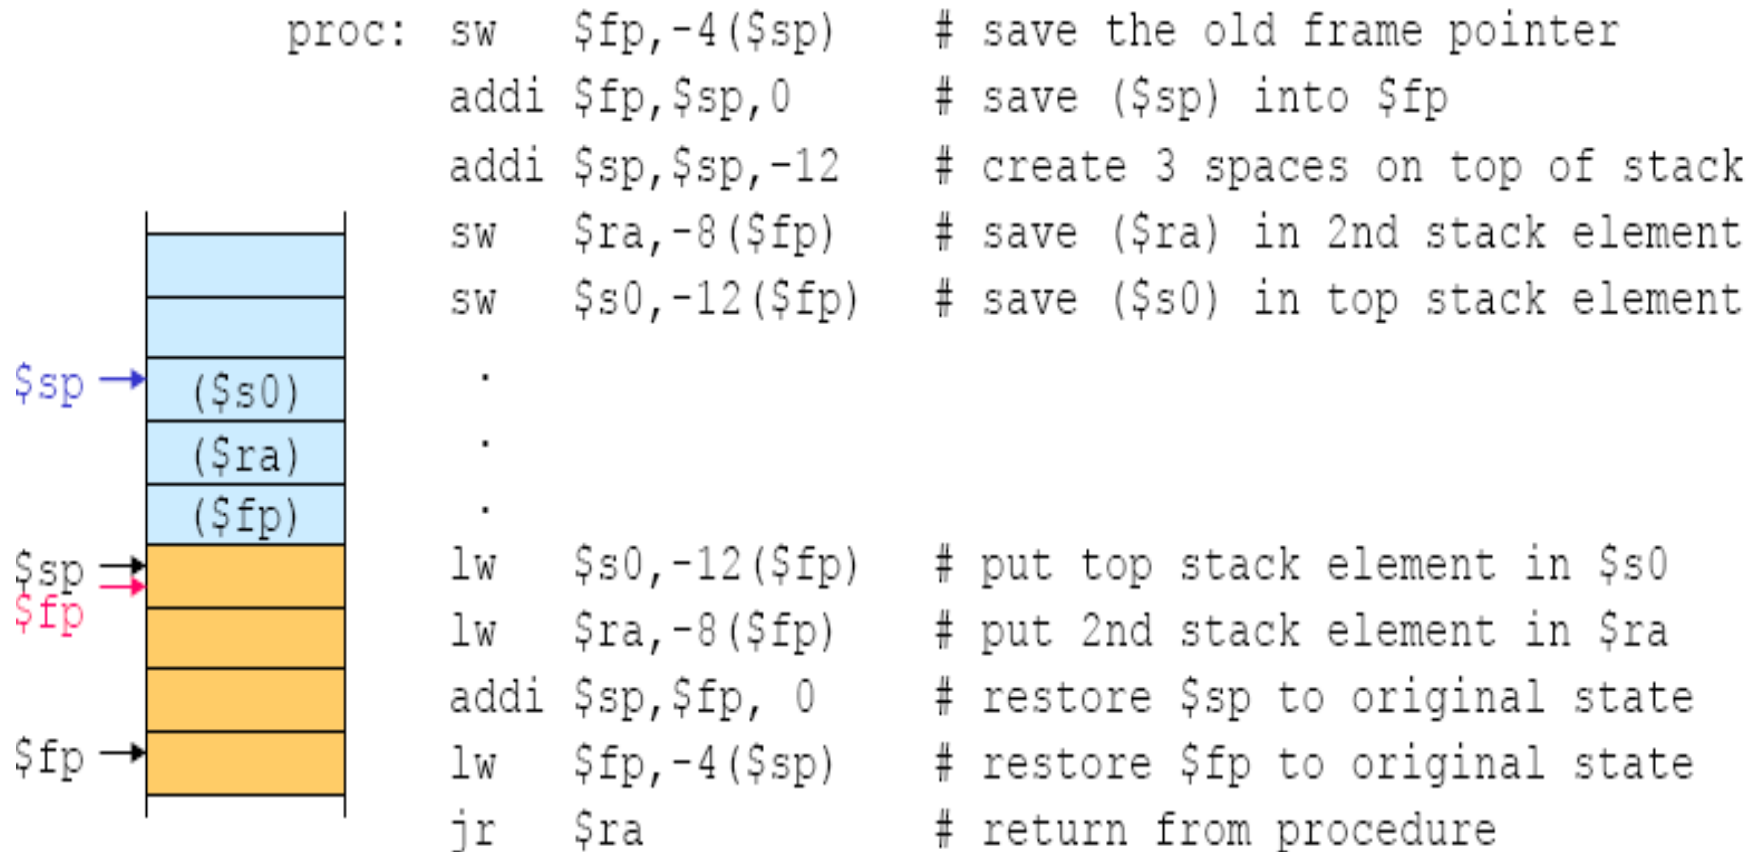 proc: sw $fp,-4($sp) # save the old frame pointer
addi $fp,$sp,0 # save ($sp) into $fp
addi $sp,$sp,-12 # create 3 spaces on top of stack
sw $ra,-8($fp) # save ($ra) in 2nd stack element
sw $s0,-12($fp) # save ($s0) in top stack element
$sp ($s0) .
($ra) .
($fp) .
$sp lw $s0,-12($fp) # put top stack element in $s0
$fp lw $ra,-8($fp) # put 2nd stack element in $ra
addi $sp,$fp, 0 # restore $sp to original state
$fp lw $fp,-4($sp) # restore $fp to original state
jr $ra # return from procedure